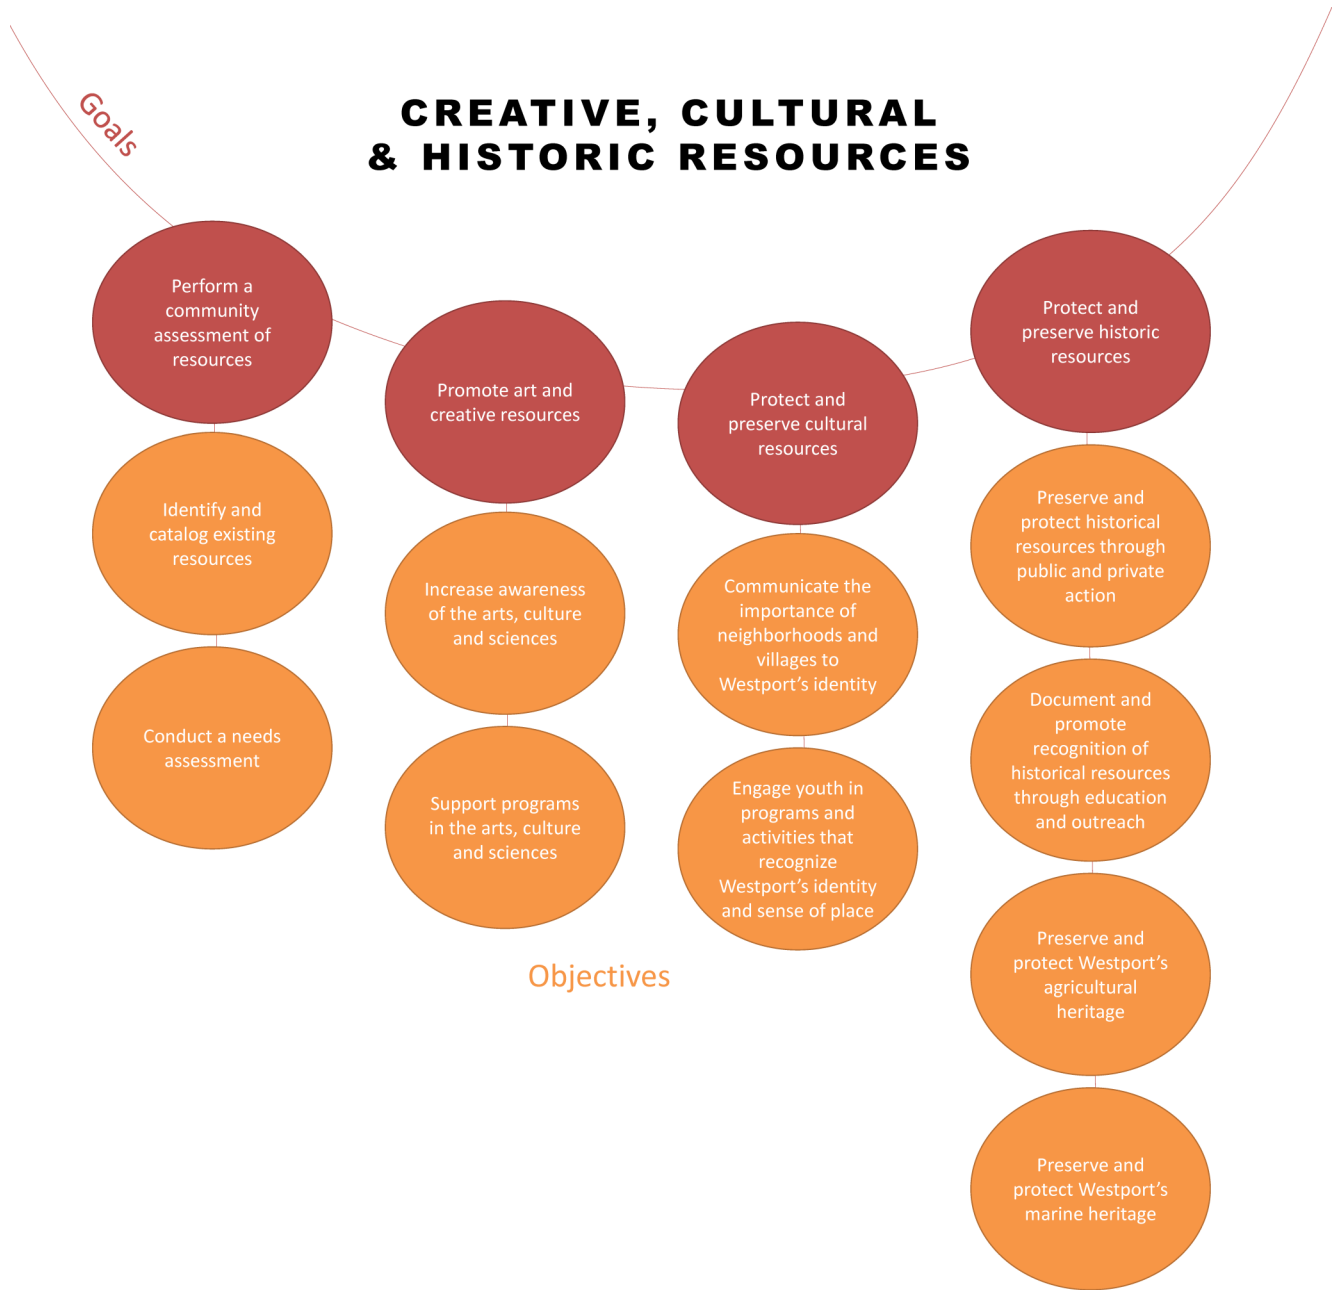 Goals
CREATIVE, CULTURAL
& HISTORIC RESOURCES
Perform a
community
assessment of
resources
Identify and
catalog existing
resources
Conduct a needs
assessment
Promote art and
creative resources
Increase awareness
of the arts, culture
and sciences
Support programs
in the arts, culture
and sciences
Protect and
preserve cultural
resources
Communicate the
importance of
neighborhoods and
villages to
Westport’s identity
Engage youth in
programs and
activities that
recognize
Westport’s identity
and sense of place
Protect and
preserve historic
resources
Preserve and
protect historical
resources through
public and private
action
Document and
promote
recognition of
historical resources
through education
and outreach
Preserve and
protect Westport’s
agricultural
heritage
Preserve and
protect Westport’s
marine heritage
Objectives